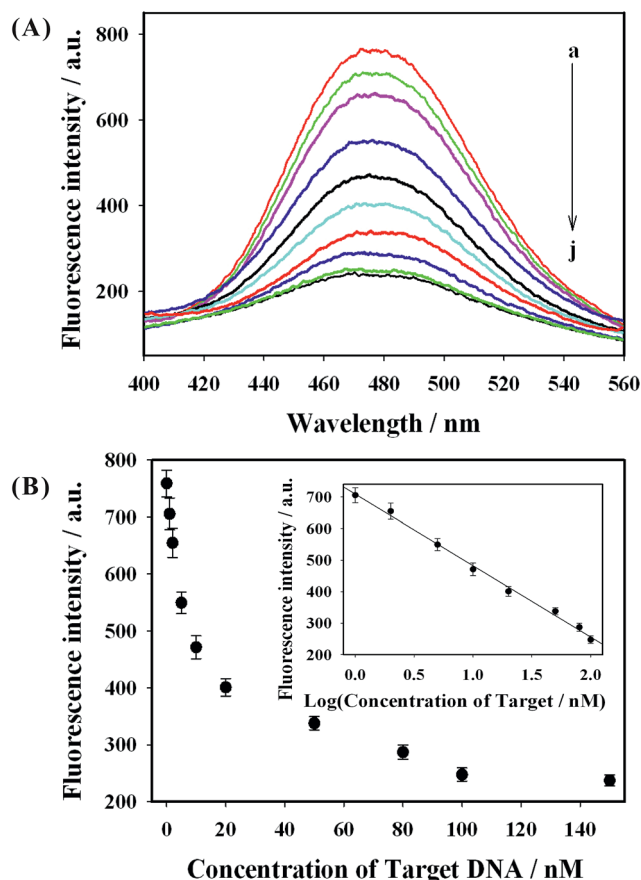 (A)
Fluorescence intensity / a.u.
800
600
400
200
a
j
400 420 440 460 480 500 520 540 560
Wavelength / nm
(B)
Fluorescence intensity / a.u.
800
700
600
500
400
300
200
Fluorescence intensity / a.u.
700
600
500
400
300
200
0.0 0.5 1.0 1.5 2.0
Log(Concentration of Target / nM)
0 20 40 60 80 100 120 140
Concentration of Target DNA / nM